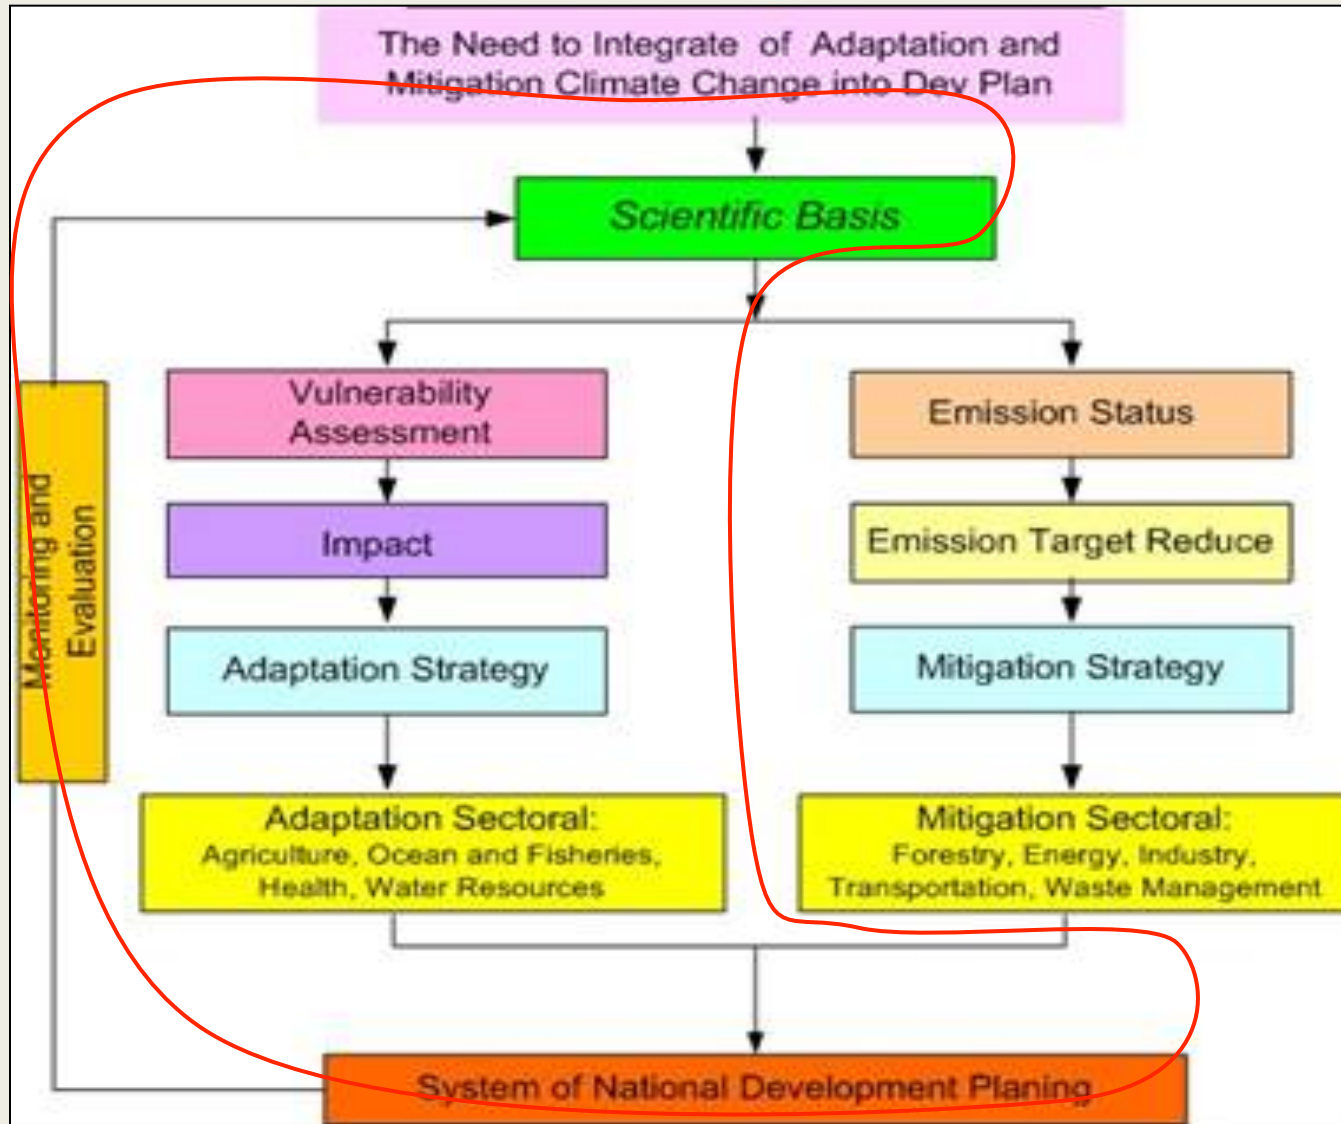 The Need to Integrate of Adaptation and
Mitigation Climate Change into Dev Plan
Scientific Basis
Vulnerability
Assessment
Emission Status
Impact
Emission Target Reduce
Monitoring and
Evaluation
Adaptation Strategy
Mitigation Strategy
Adaptation Sectoral:
Agriculture, Ocean and Fisheries,
Health, Water Resources
Mitigation Sectoral:
Forestry, Energy, Industry,
Transportation, Waste Management
System of National Development Planing